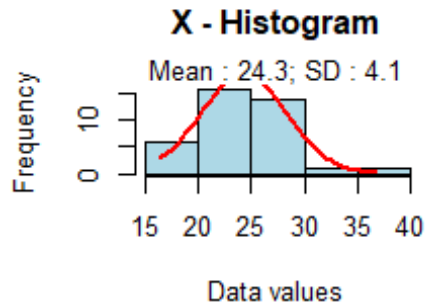 X - Histogram
Mean : 24.3; SD : 4.1
Frequency
10
0
15 20 25 30 35 40
Data values